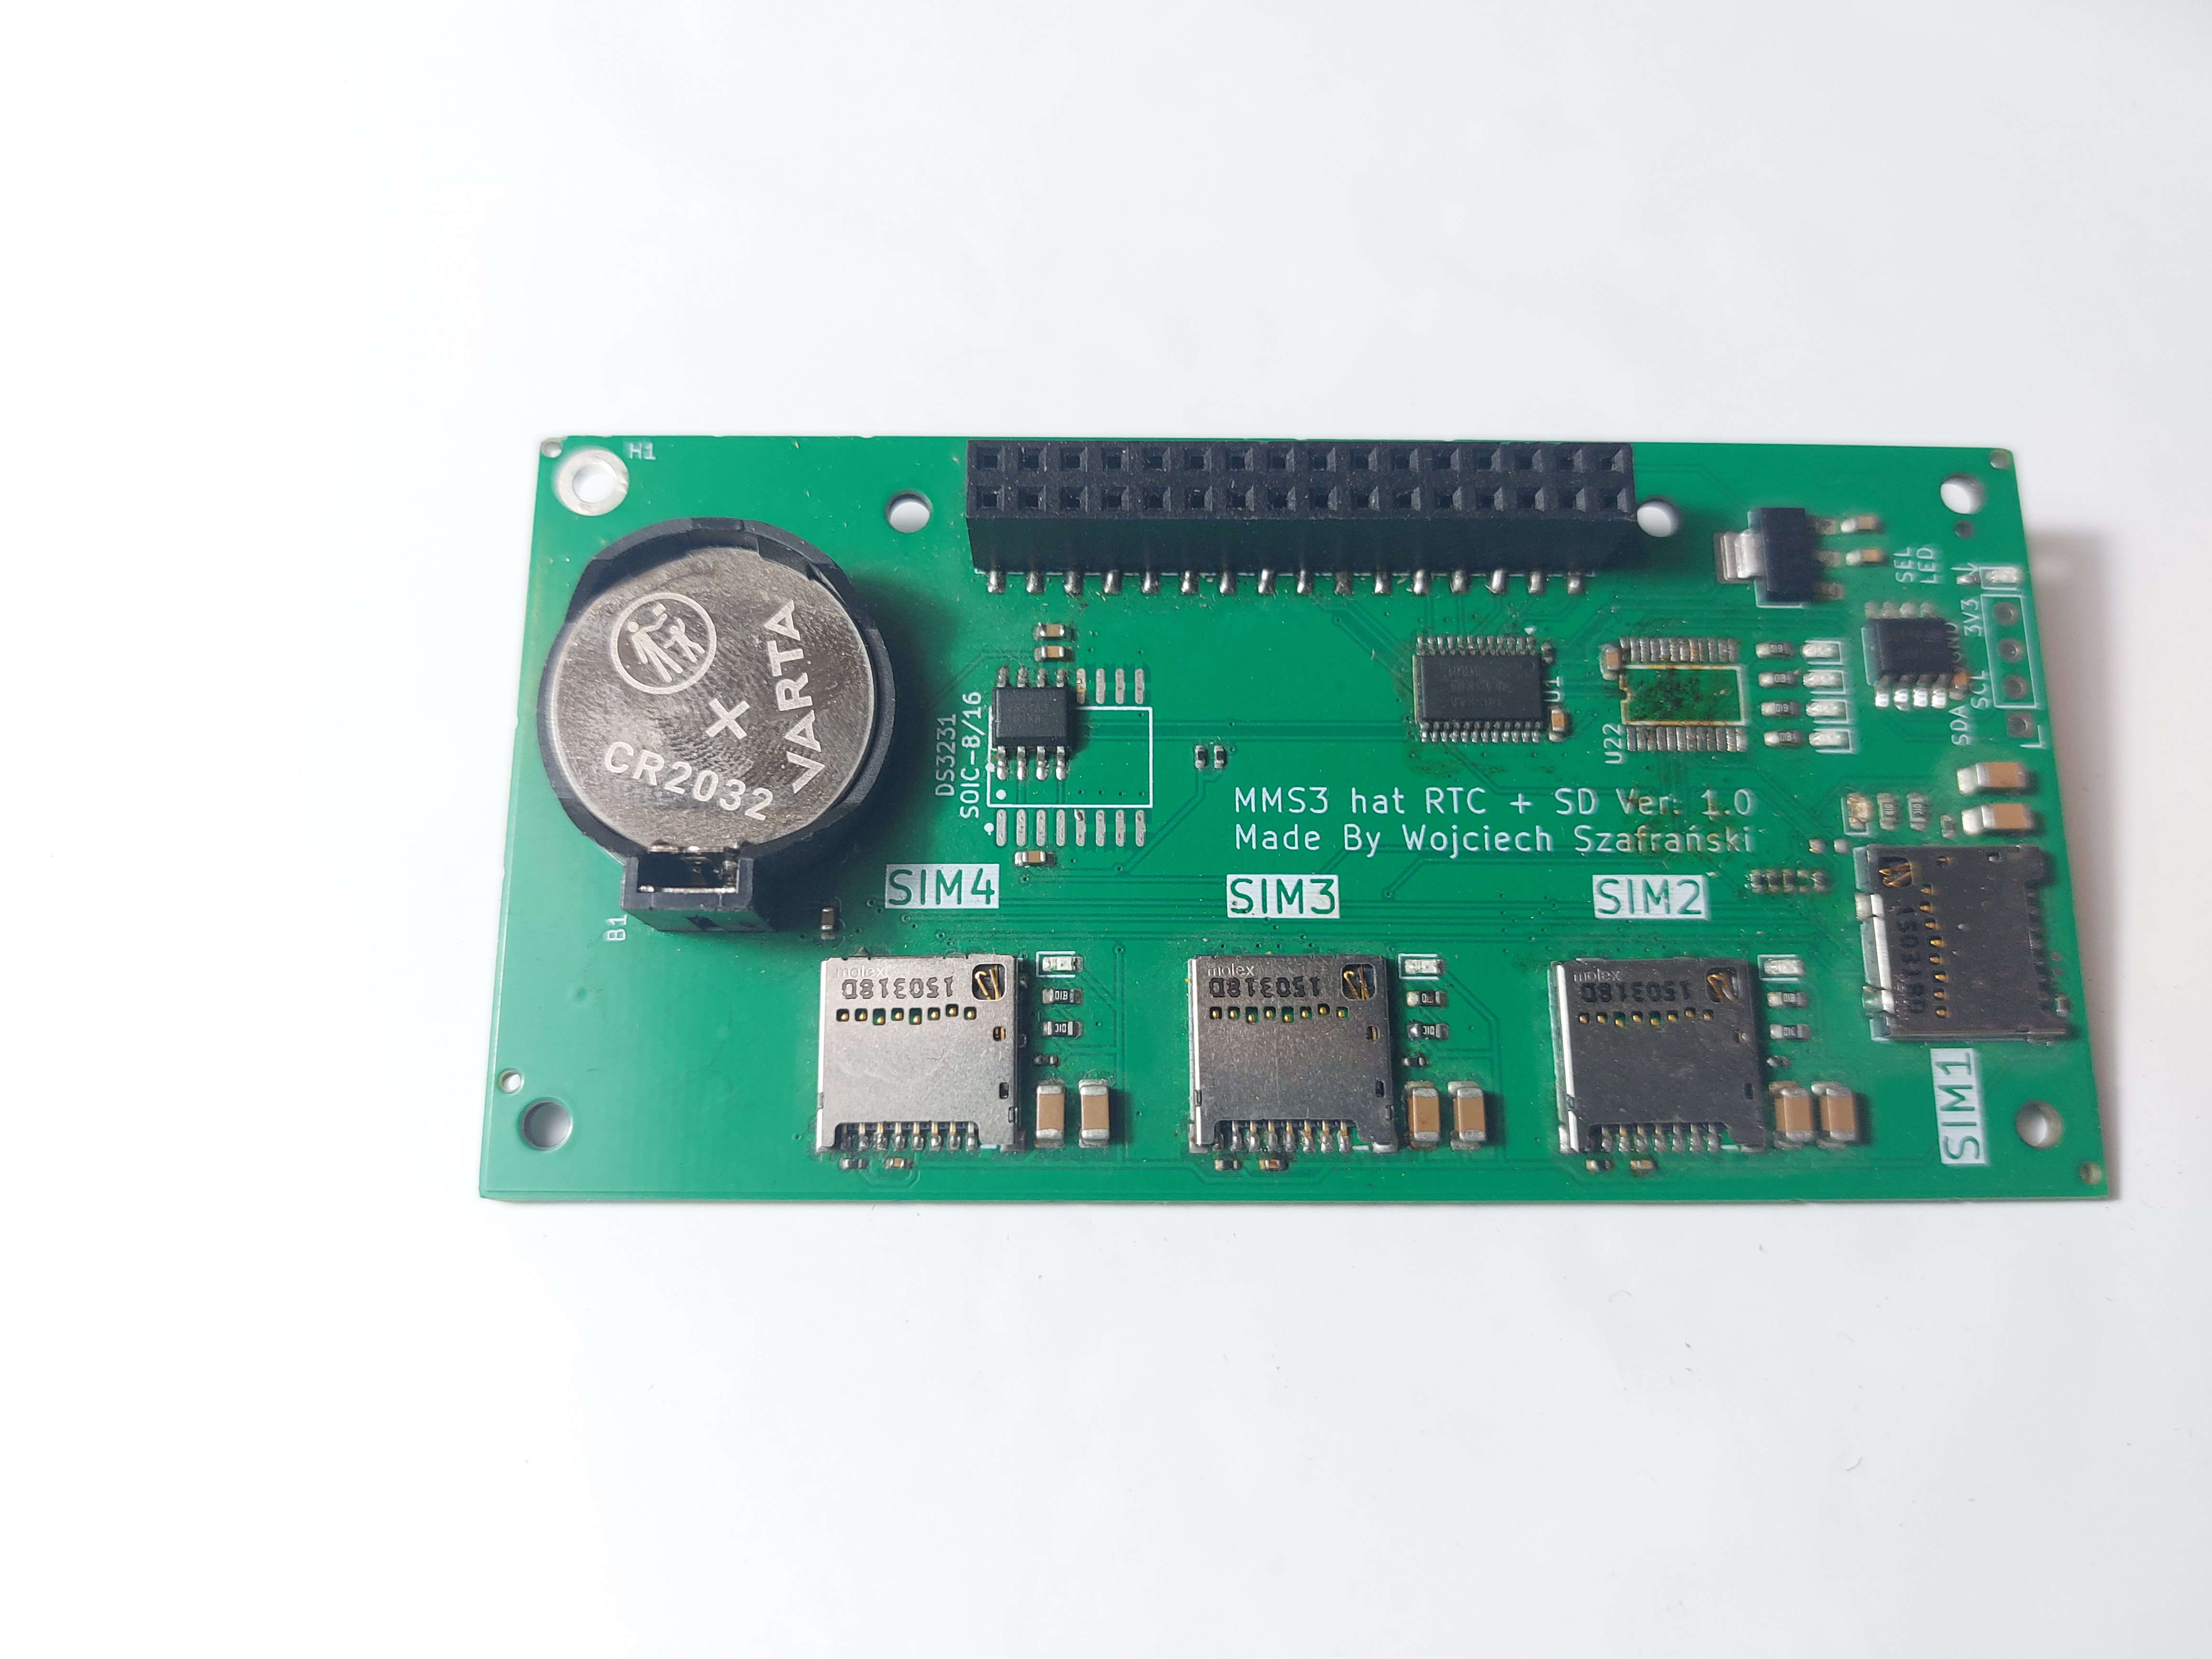 H1
SEL
LED
3V3
GND
SCL
SDA
VARTA
+
CR2032
B1
DS3231
SOIC-8/16
U1
U22
MMS3 hat RTC + SD Ver. 1.0
Made By Wojciech Szafrański
SIM4
SIM3
SIM2
SIM1
molex
150318D
molex
150318D
molex
150318D
150318D